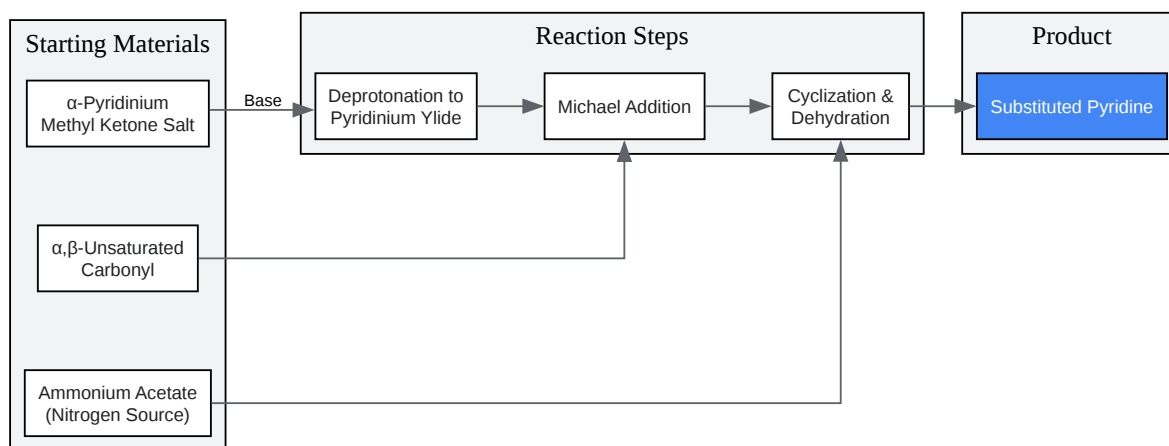 Starting Materials
α-Pyridinium
Methyl Ketone Salt
α,β-Unsaturated
Carbonyl
Ammonium Acetate
(Nitrogen Source)
Base
Reaction Steps
Deprotonation to
Pyridinium Ylide
Michael Addition
Cyclization &
Dehydration
Product
Substituted Pyridine